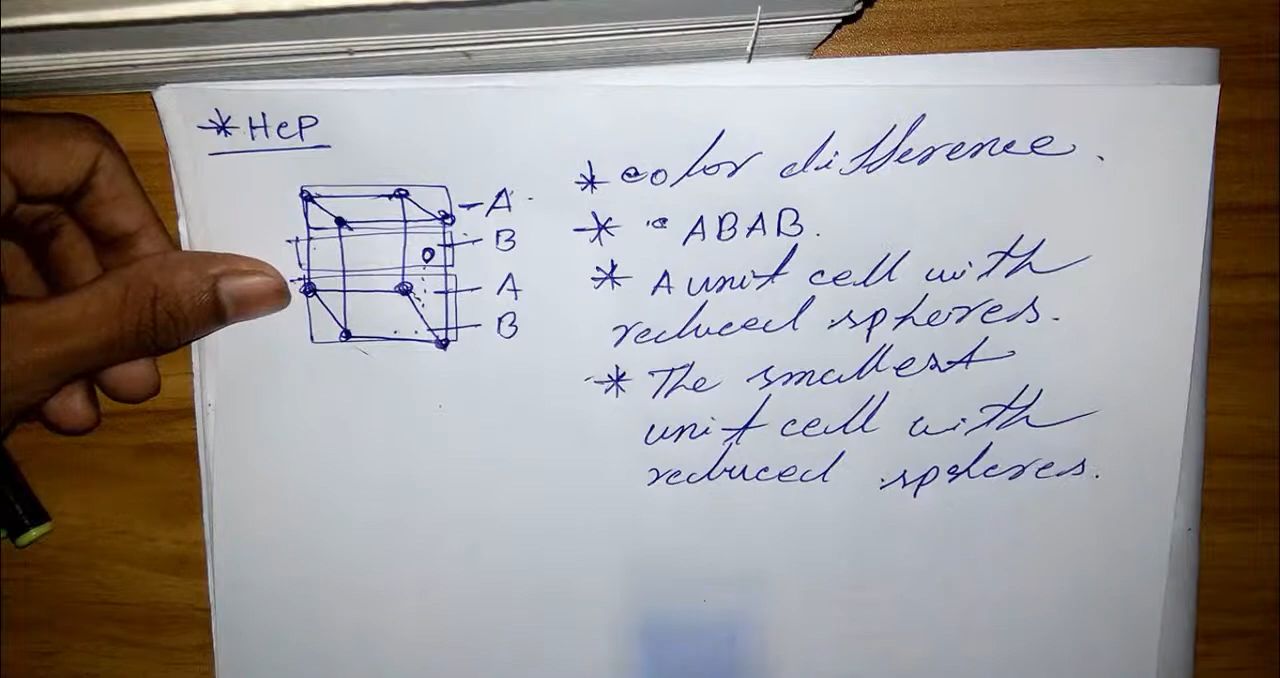 * HCP
- A
- B
- A
- B
* color difference.
* ABAB.
* A unit cell with
reduced spheres.
* The smallest
unit cell with
reduced spheres.